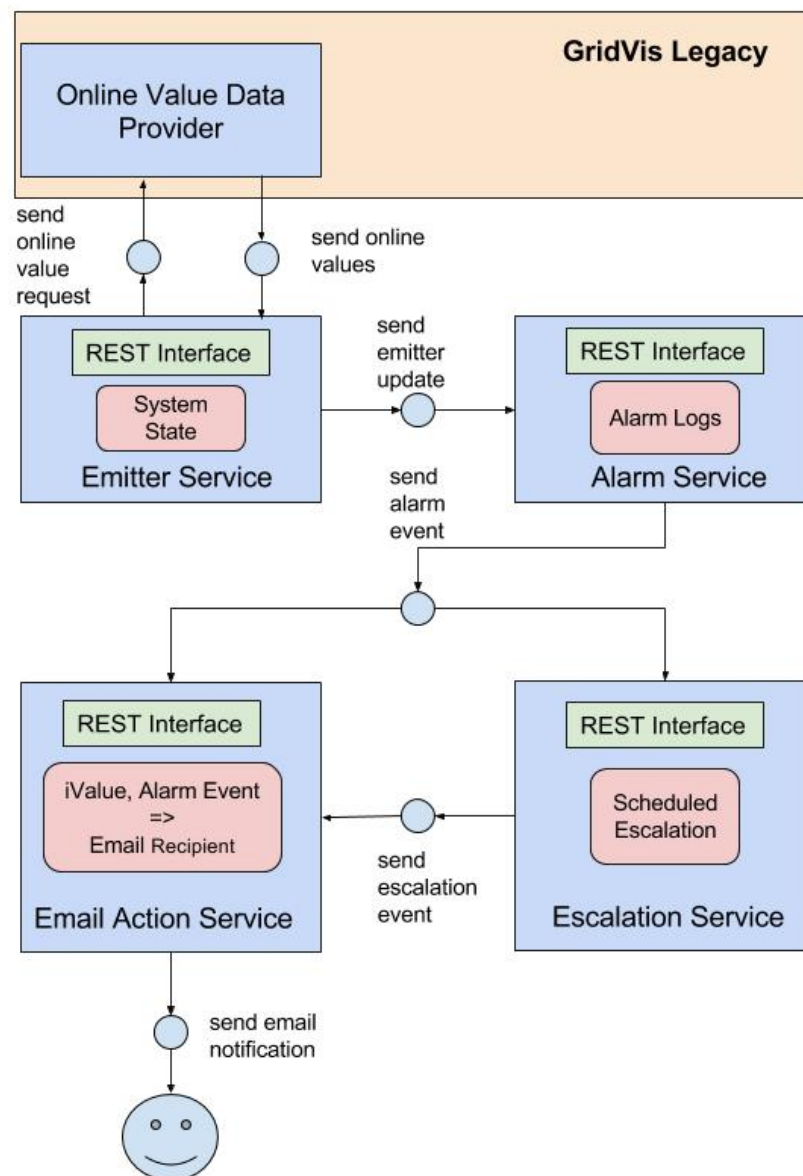 GridVis Legacy
Online Value Data
Provider
send
online
value
request
send online
values
REST Interface
System
State
Emitter Service
send
emitter
update
REST Interface
Alarm Logs
Alarm Service
send
alarm
event
REST Interface
iValue, Alarm Event
=>
Email Recipient
Email Action Service
send
escalation
event
REST Interface
Scheduled
Escalation
Escalation Service
send email
notification